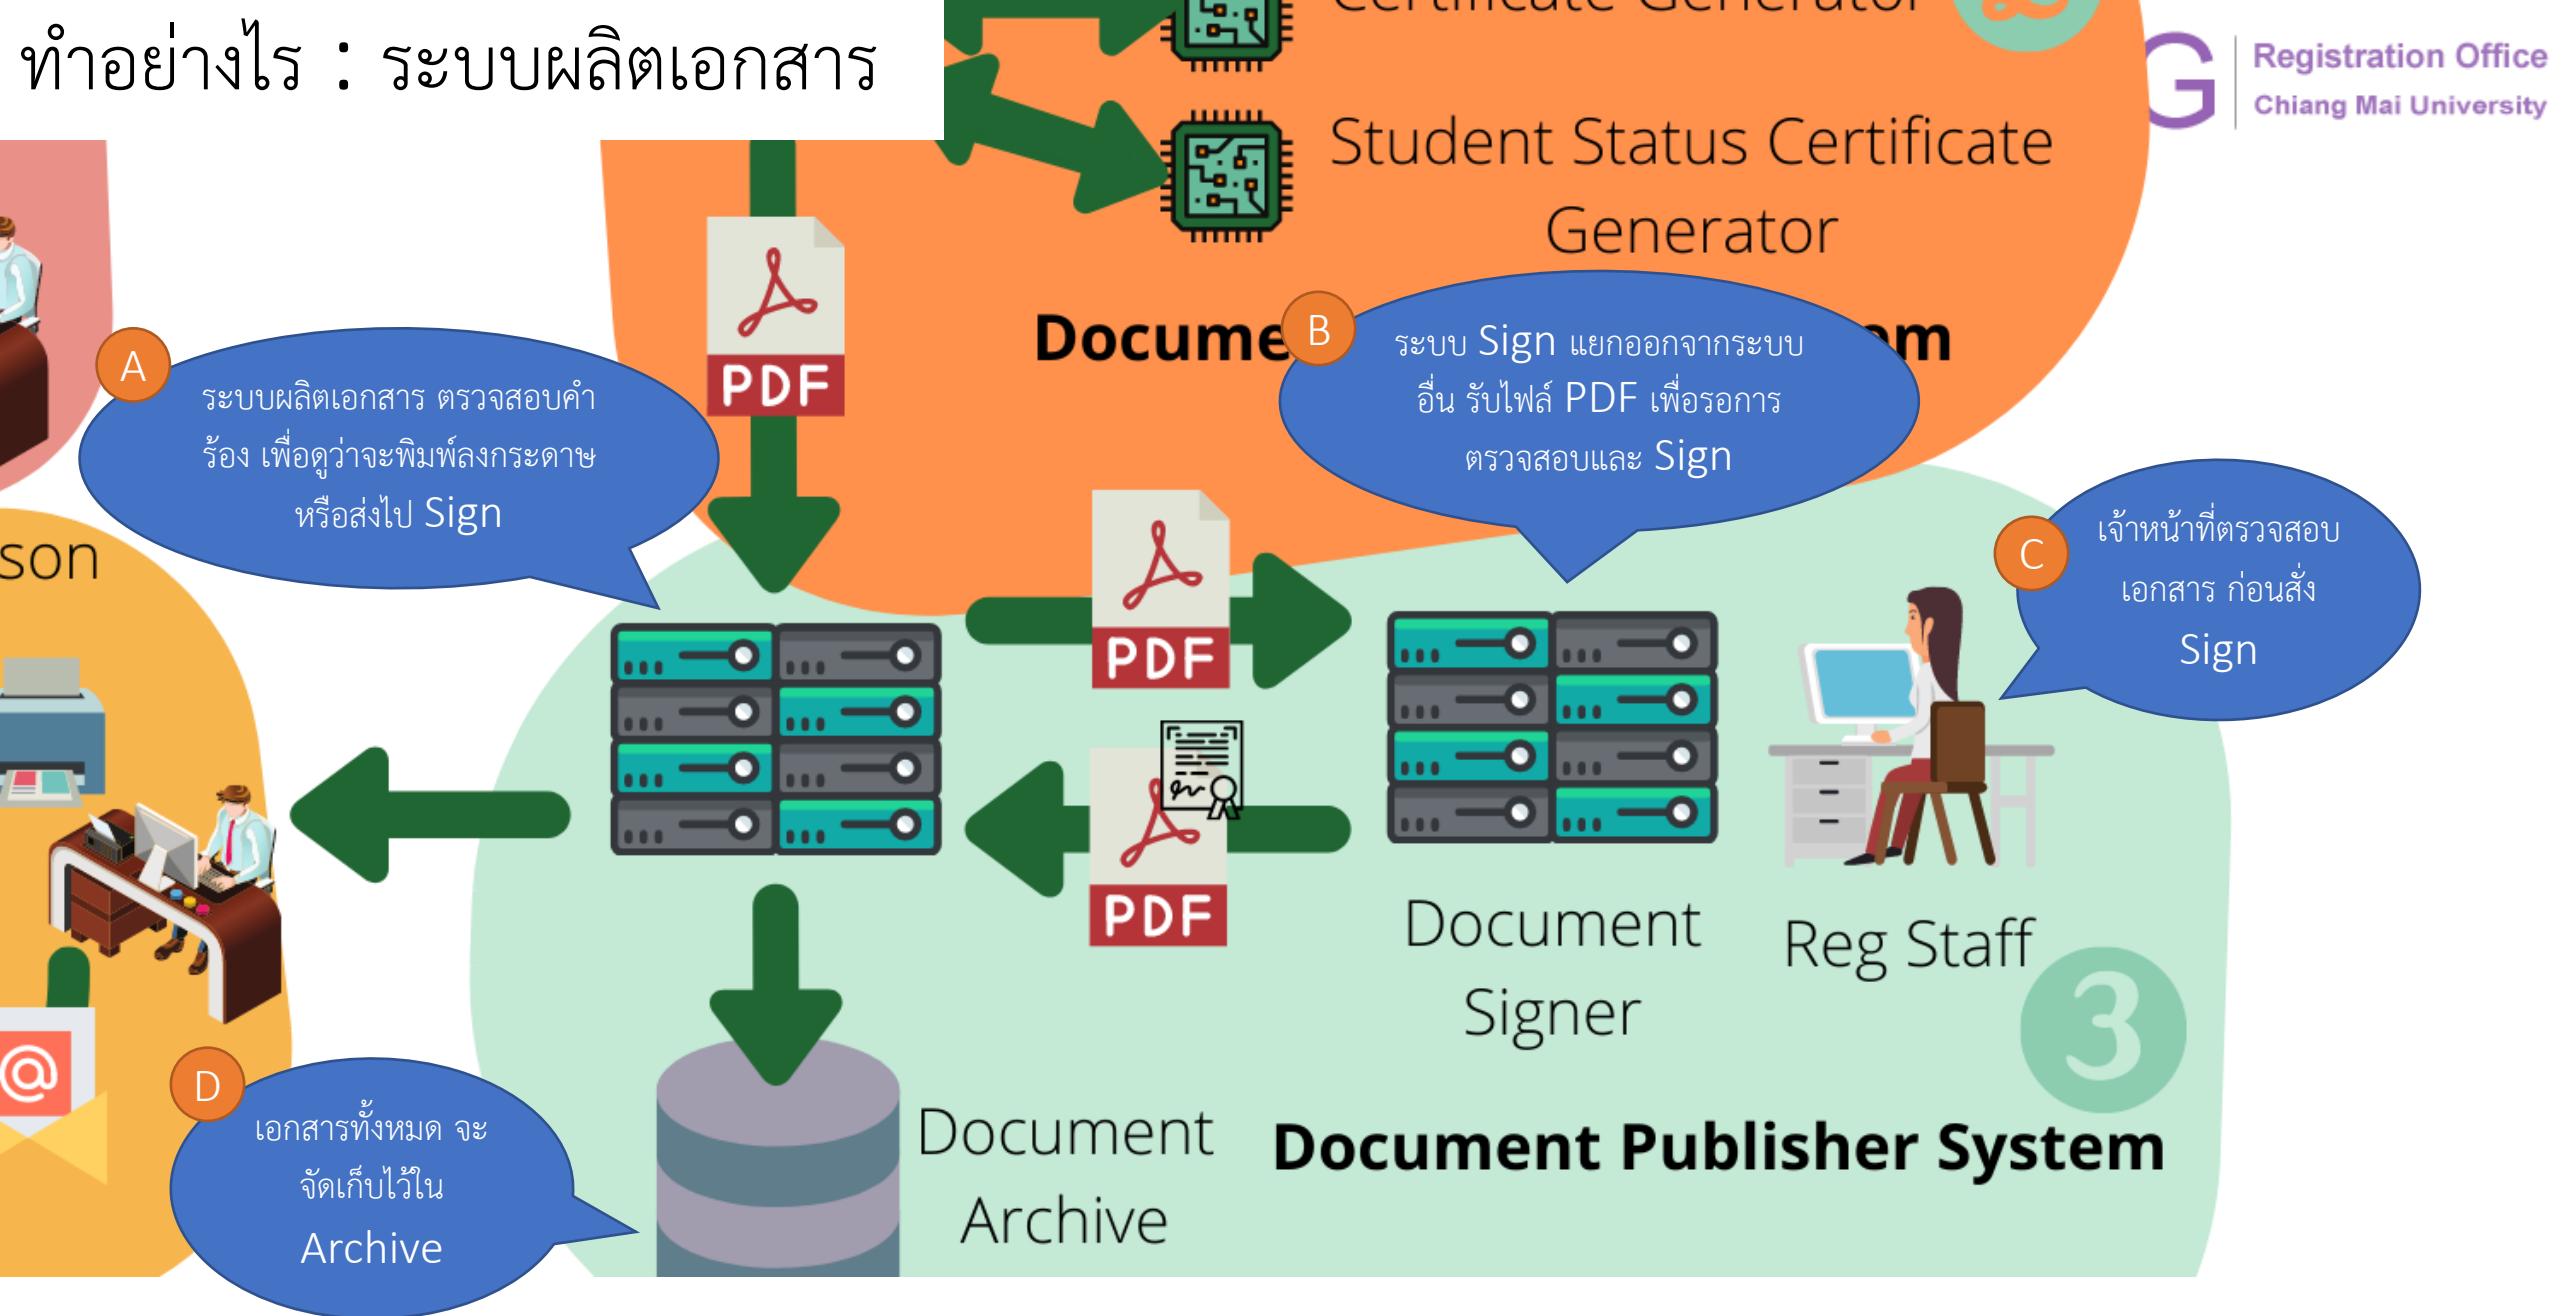 ทำอย่างไร : ระบบผลิตเอกสาร
G
Registration Office
Chiang Mai University
Student Status Certificate
Generator
A
ระบบผลิตเอกสาร ตรวจสอบคำ
ร้อง เพื่อดูว่าจะพิมพ์ลงกระดาษ
หรือส่งไป Sign
PDF
B
ระบบ Sign แยกออกจากระบบ
อื่น รับไฟล์ PDF เพื่อรอการ
ตรวจสอบและ Sign
C
เจ้าหน้าที่ตรวจสอบ
เอกสาร ก่อนสั่ง
Sign
PDF
PDF
Document
Signer
Reg Staff
3
D
เอกสารทั้งหมด จะ
จัดเก็บไว้ใน
Archive
@
Document
Archive
Document Publisher System